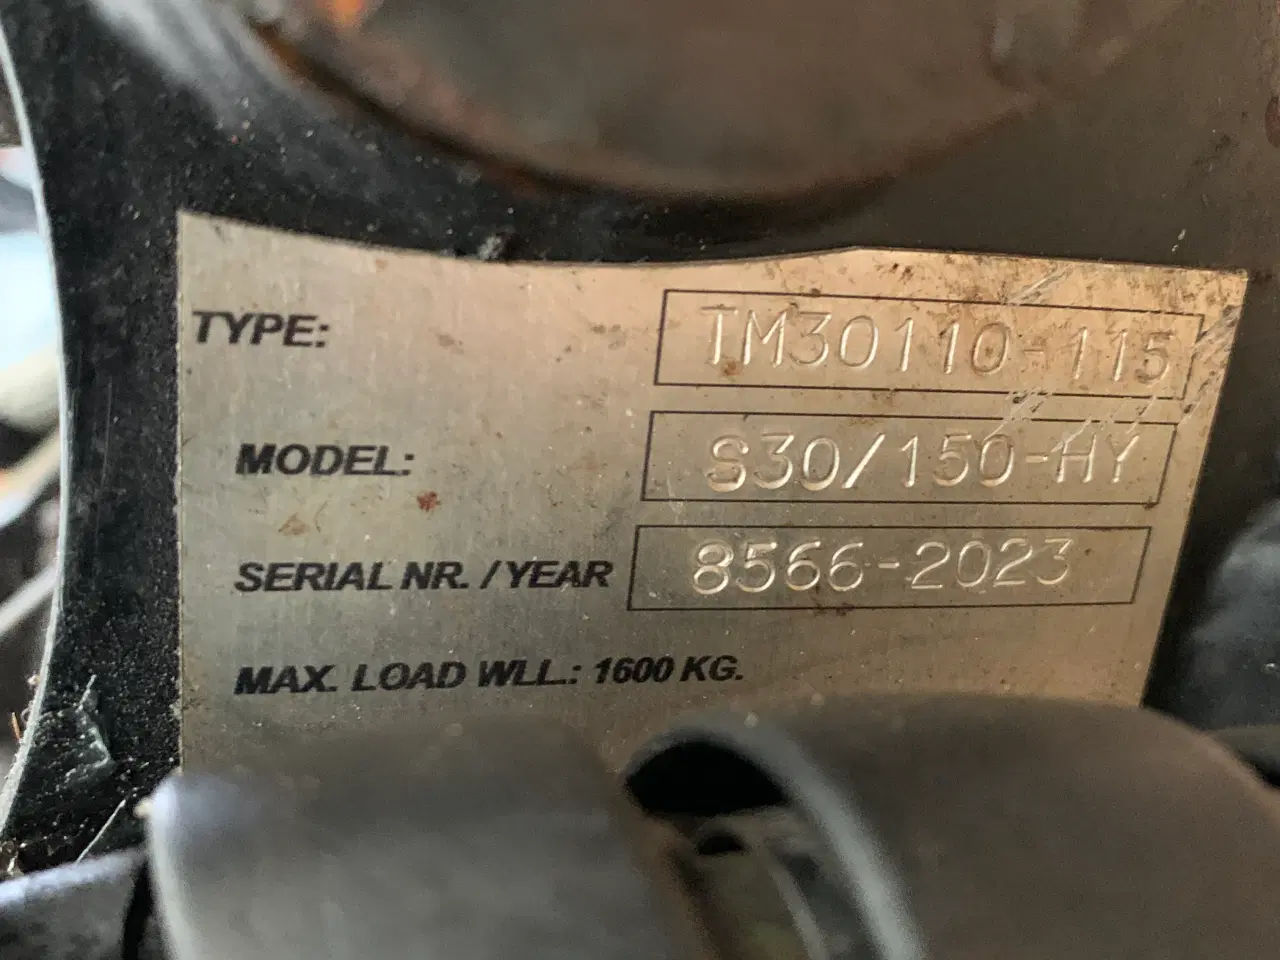 TYPE: TM30110-115
MODEL: S30/150-HY
SERIAL NR. / YEAR 8566-2023
MAX. LOAD WLL.: 1600 KG.